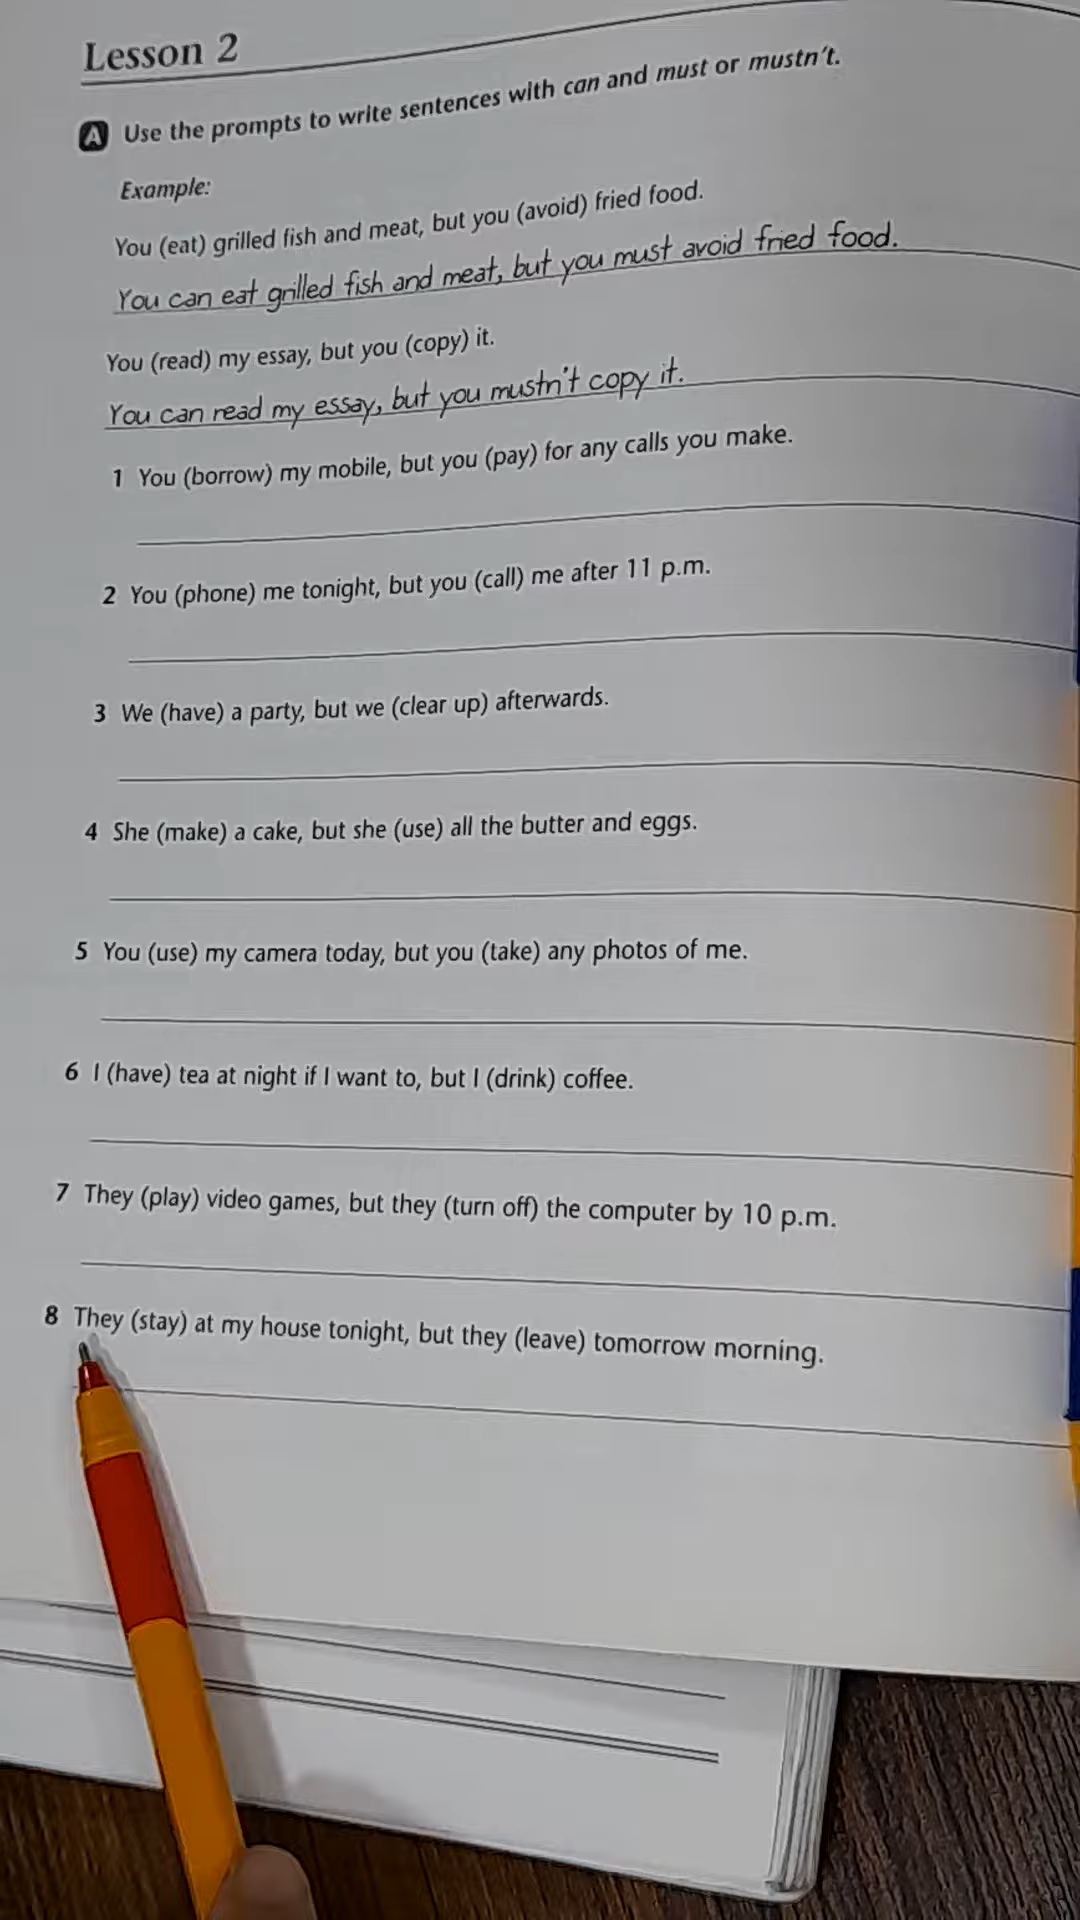 Lesson 2
A Use the prompts to write sentences with can and must or mustn't.
Example:
You (eat) grilled fish and meat, but you (avoid) fried food.
You can eat grilled fish and meat, but you must avoid fried food.
You (read) my essay, but you (copy) it.
You can read my essay, but you mustn't copy it.
1 You (borrow) my mobile, but you (pay) for any calls you make.
2 You (phone) me tonight, but you (call) me after 11 p.m.
3 We (have) a party, but we (clear up) afterwards.
4 She (make) a cake, but she (use) all the butter and eggs.
5 You (use) my camera today, but you (take) any photos of me.
6 I (have) tea at night if I want to, but I (drink) coffee.
7 They (play) video games, but they (turn off) the computer by 10 p.m.
8 They (stay) at my house tonight, but they (leave) tomorrow morning.